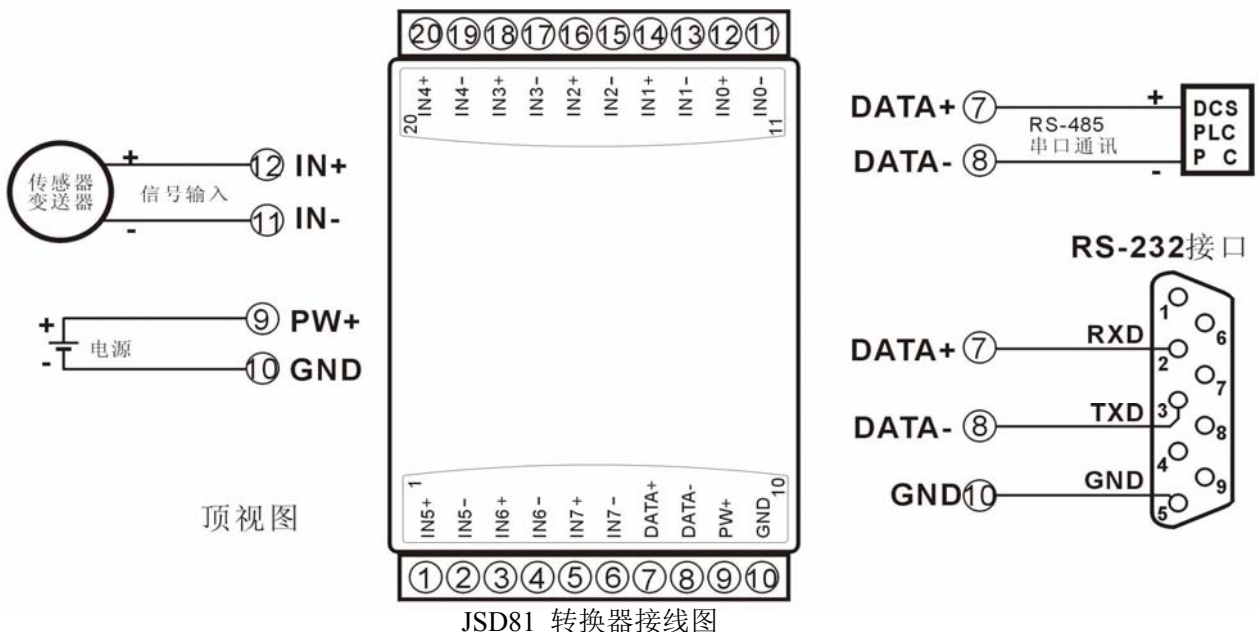 ⑳⑲⑱⑰⑯⑮⑭⑬⑫⑪
IN4+ IN4- IN3+ IN3- IN2+ IN2- IN1+ IN1- IN0+ IN0-
20 11
传感器
变送器
+
-
信号输入
⑫ IN+
⑪ IN-
+
-
电源
⑨ PW+
⑩ GND
顶视图
1 10
IN5+ IN5- IN6+ IN6- IN7+ IN7- DATA+ DATA- PW+ GND
①②③④⑤⑥⑦⑧⑨⑩
DATA+ ⑦
DATA- ⑧
RS-485
串口通讯
+
-
DCS
PLC
P C
RS-232接口
DATA+ ⑦ RXD
DATA- ⑧ TXD
GND⑩ GND
1
2
3
4
5
6
7
8
9
JSD81 转换器接线图